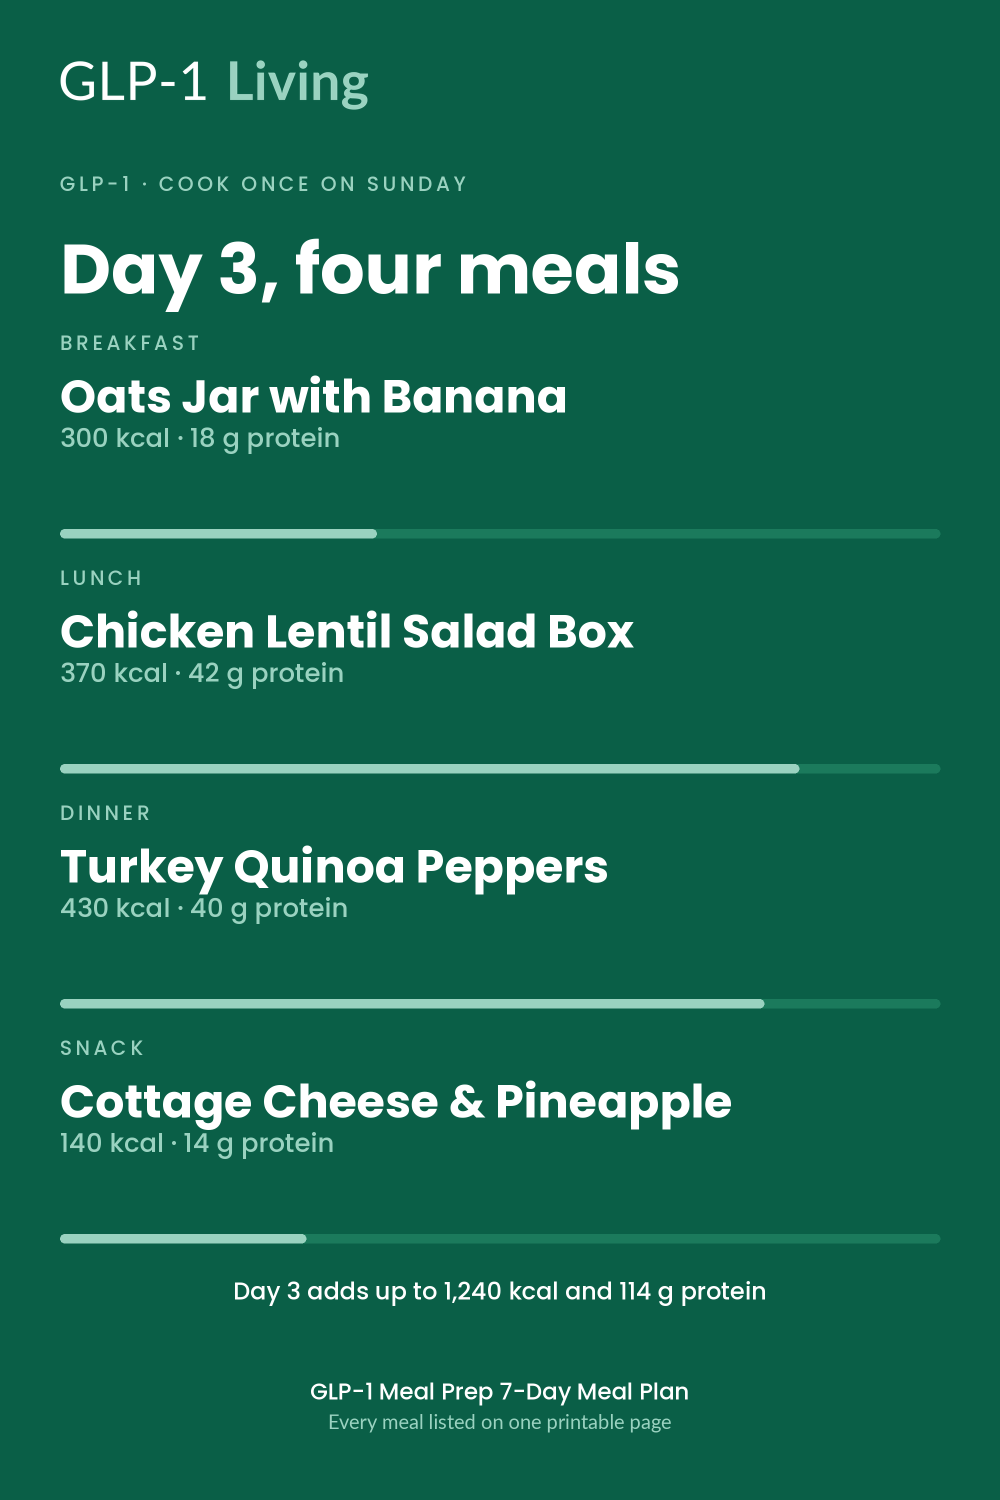 GLP-1 Living
GLP-1 · COOK ONCE ON SUNDAY
Day 3, four meals
BREAKFAST
Oats Jar with Banana
300 kcal · 18 g protein
LUNCH
Chicken Lentil Salad Box
370 kcal · 42 g protein
DINNER
Turkey Quinoa Peppers
430 kcal · 40 g protein
SNACK
Cottage Cheese & Pineapple
140 kcal · 14 g protein
Day 3 adds up to 1,240 kcal and 114 g protein
GLP-1 Meal Prep 7-Day Meal Plan
Every meal listed on one printable page